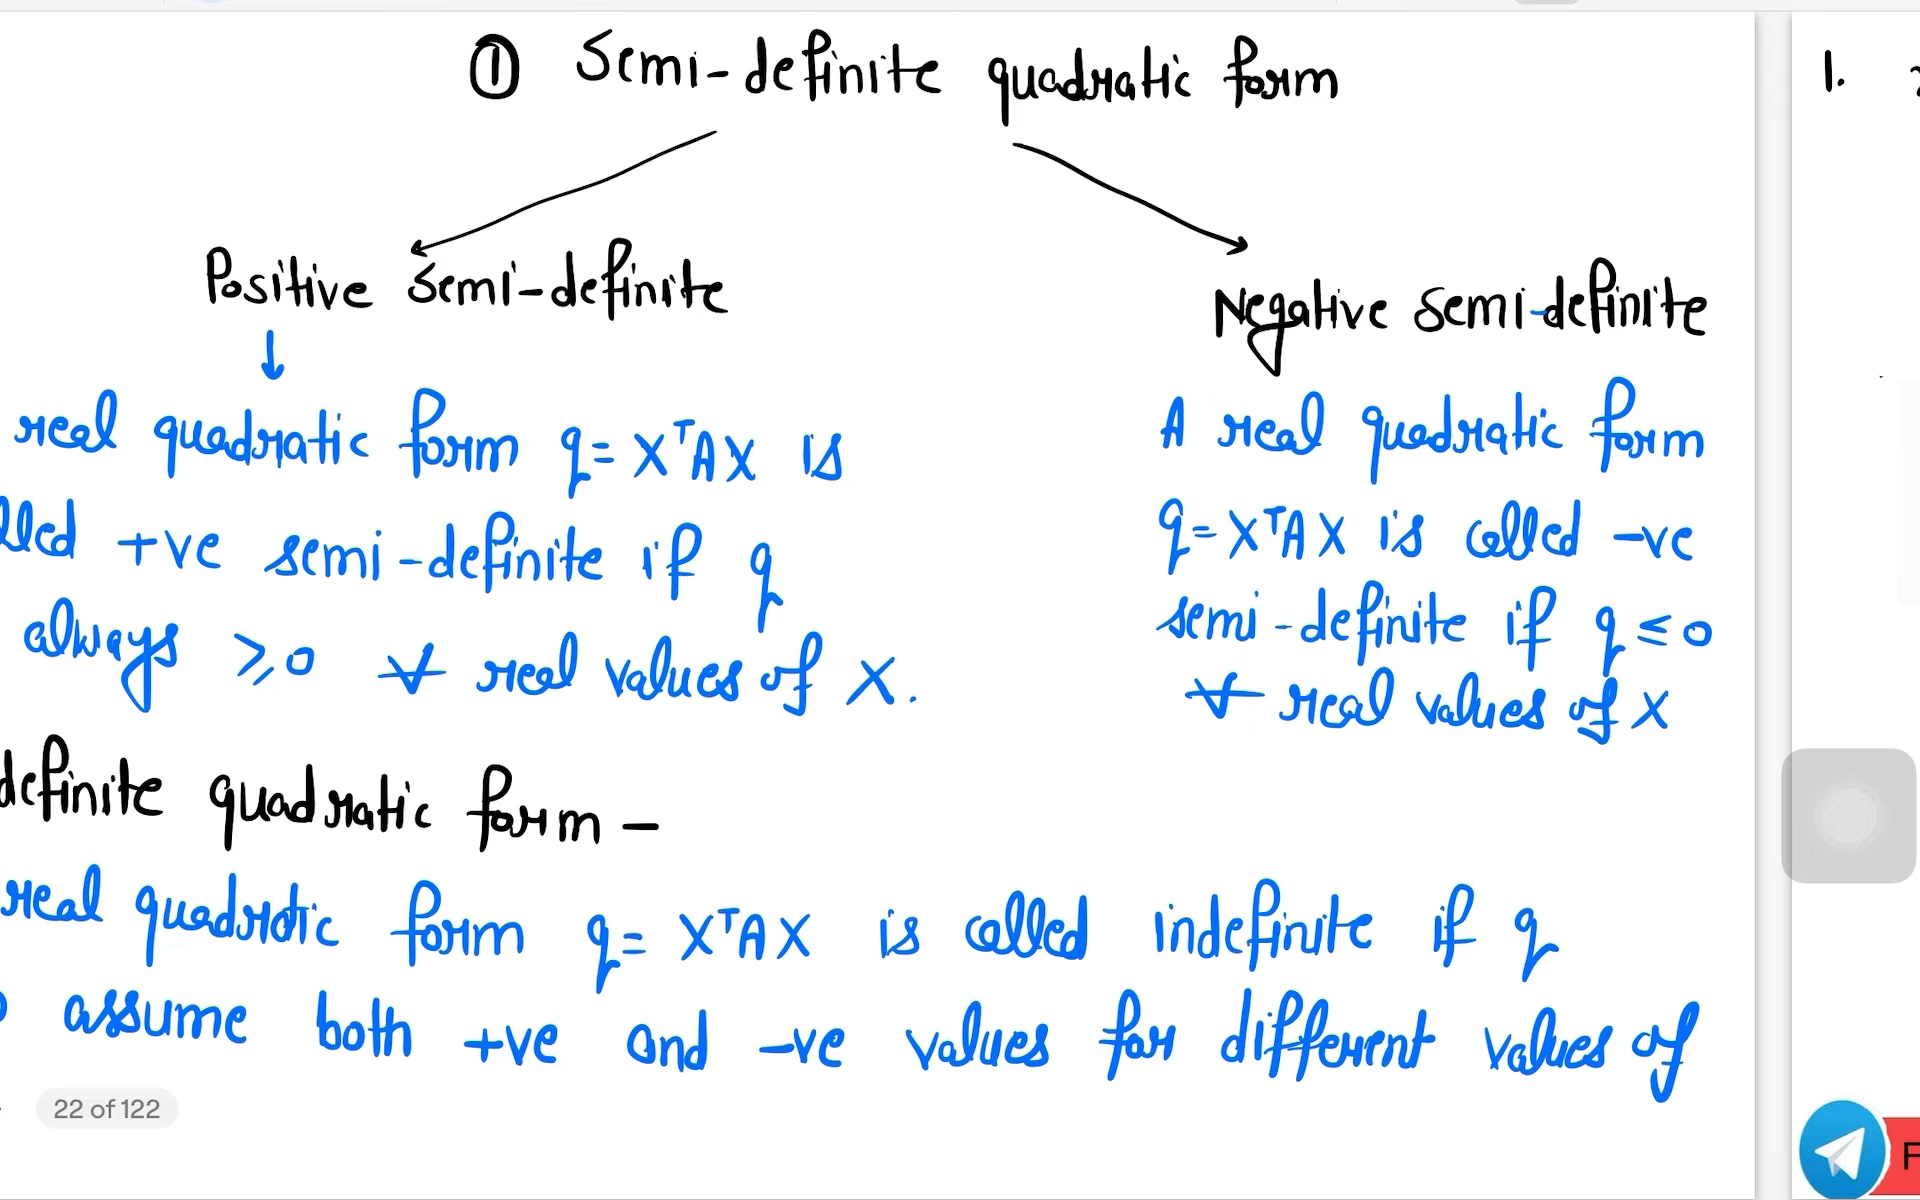 ① Semi-definite quadratic form
Positive semi-definite
real quadratic form q = XᵀAX is
lled +ve semi-definite if q
always ≥0 ∀ real values of X.
Negative semi-definite
A real quadratic form
q = XᵀAX is called -ve
semi-definite if q ≤ 0
∀ real values of X
definite quadratic form -
real quadratic form q = XᵀAX is called indefinite if q
assume both +ve and -ve values for different values of
22 of 122
1.
F